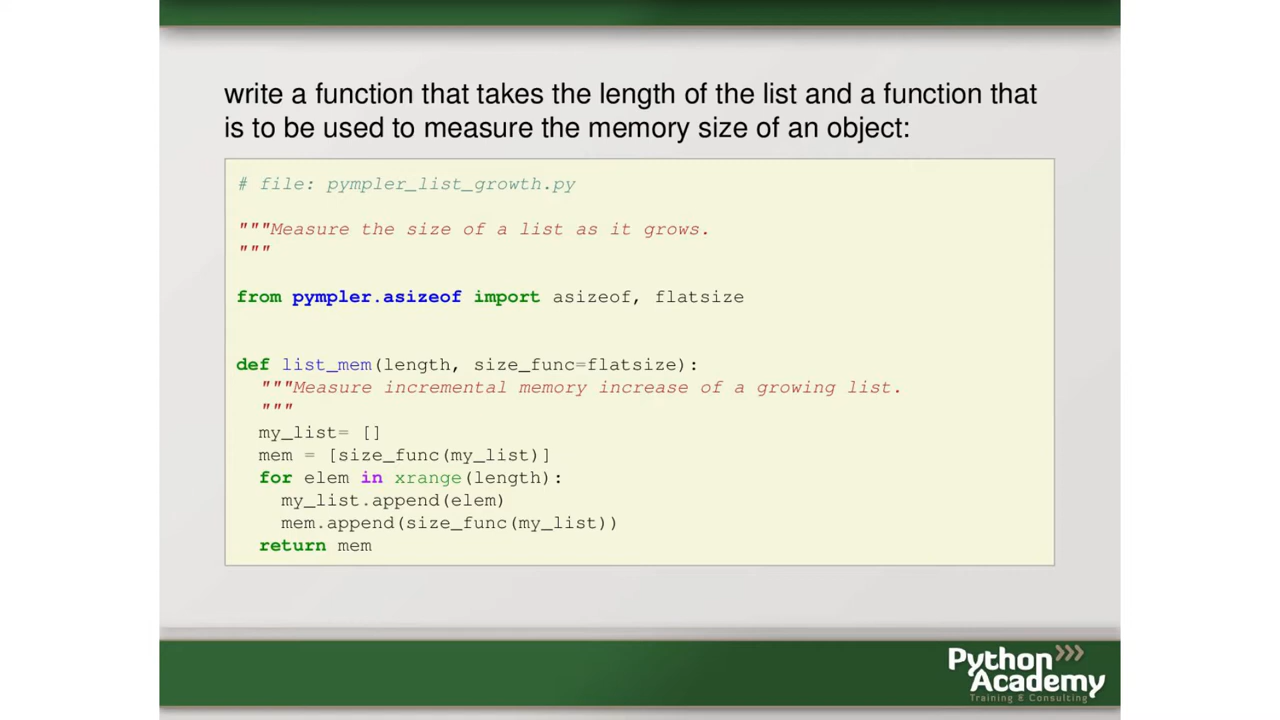 write a function that takes the length of the list and a function that
is to be used to measure the memory size of an object:
# file: pympler_list_growth.py
"""Measure the size of a list as it grows.
"""
from pympler.asizeof import asizeof, flatsize
def list_mem(length, size_func=flatsize):
"""Measure incremental memory increase of a growing list.
"""
my_list= []
mem = [size_func(my_list)]
for elem in xrange(length):
my_list.append(elem)
mem.append(size_func(my_list))
return mem
Python
Academy
Training & Consulting